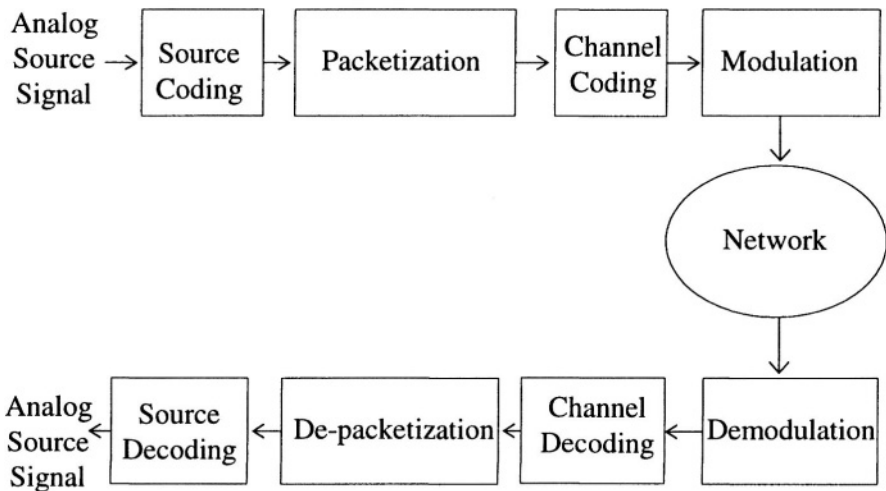 Analog
Source
Signal
Source
Coding
Packetization
Channel
Coding
Modulation
Network
Analog
Source
Signal
Source
Decoding
De-packetization
Channel
Decoding
Demodulation